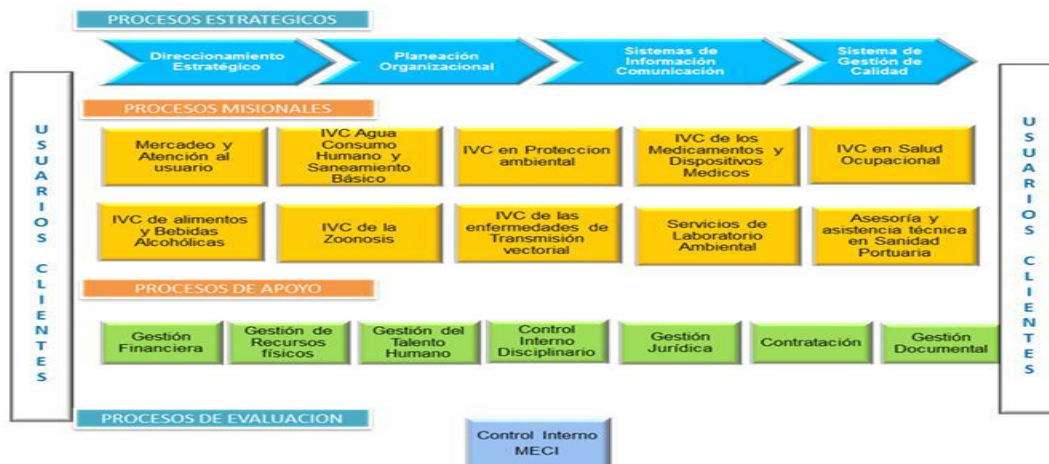 PROCESOS ESTRATEGICOS
Direccionamiento
Estratégico
Planeación
Organizacional
Sistemas de
Información
Comunicación
Sistema de
Gestión de
Calidad
USUARIOS CLIENTES
PROCESOS MISIONALES
Mercadeo y
Atención al
usuario
IVC Agua
Consumo
Humano y
Saneamiento
Básico
IVC en Proteccion
ambiental
IVC de los
Medicamentos y
Dispositivos
Medicos
IVC en Salud
Ocupacional
IVC de alimentos
y Bebidas
Alcohólicas
IVC de la
Zoonosis
IVC de las
enfermedades de
Transmisión
vectorial
Servicios de
Laboratorio
Ambiental
Asesoría y
asistencia técnica
en Sanidad
Portuaria
PROCESOS DE APOYO
Gestión
Financiera
Gestión de
Recursos
físicos
Gestión del
Talento
Humano
Control
Interno
Disciplinario
Gestión
Jurídica
Contratación
Gestión
Documental
PROCESOS DE EVALUACION
Control Interno
MECI
USUARIOS CLIENTES